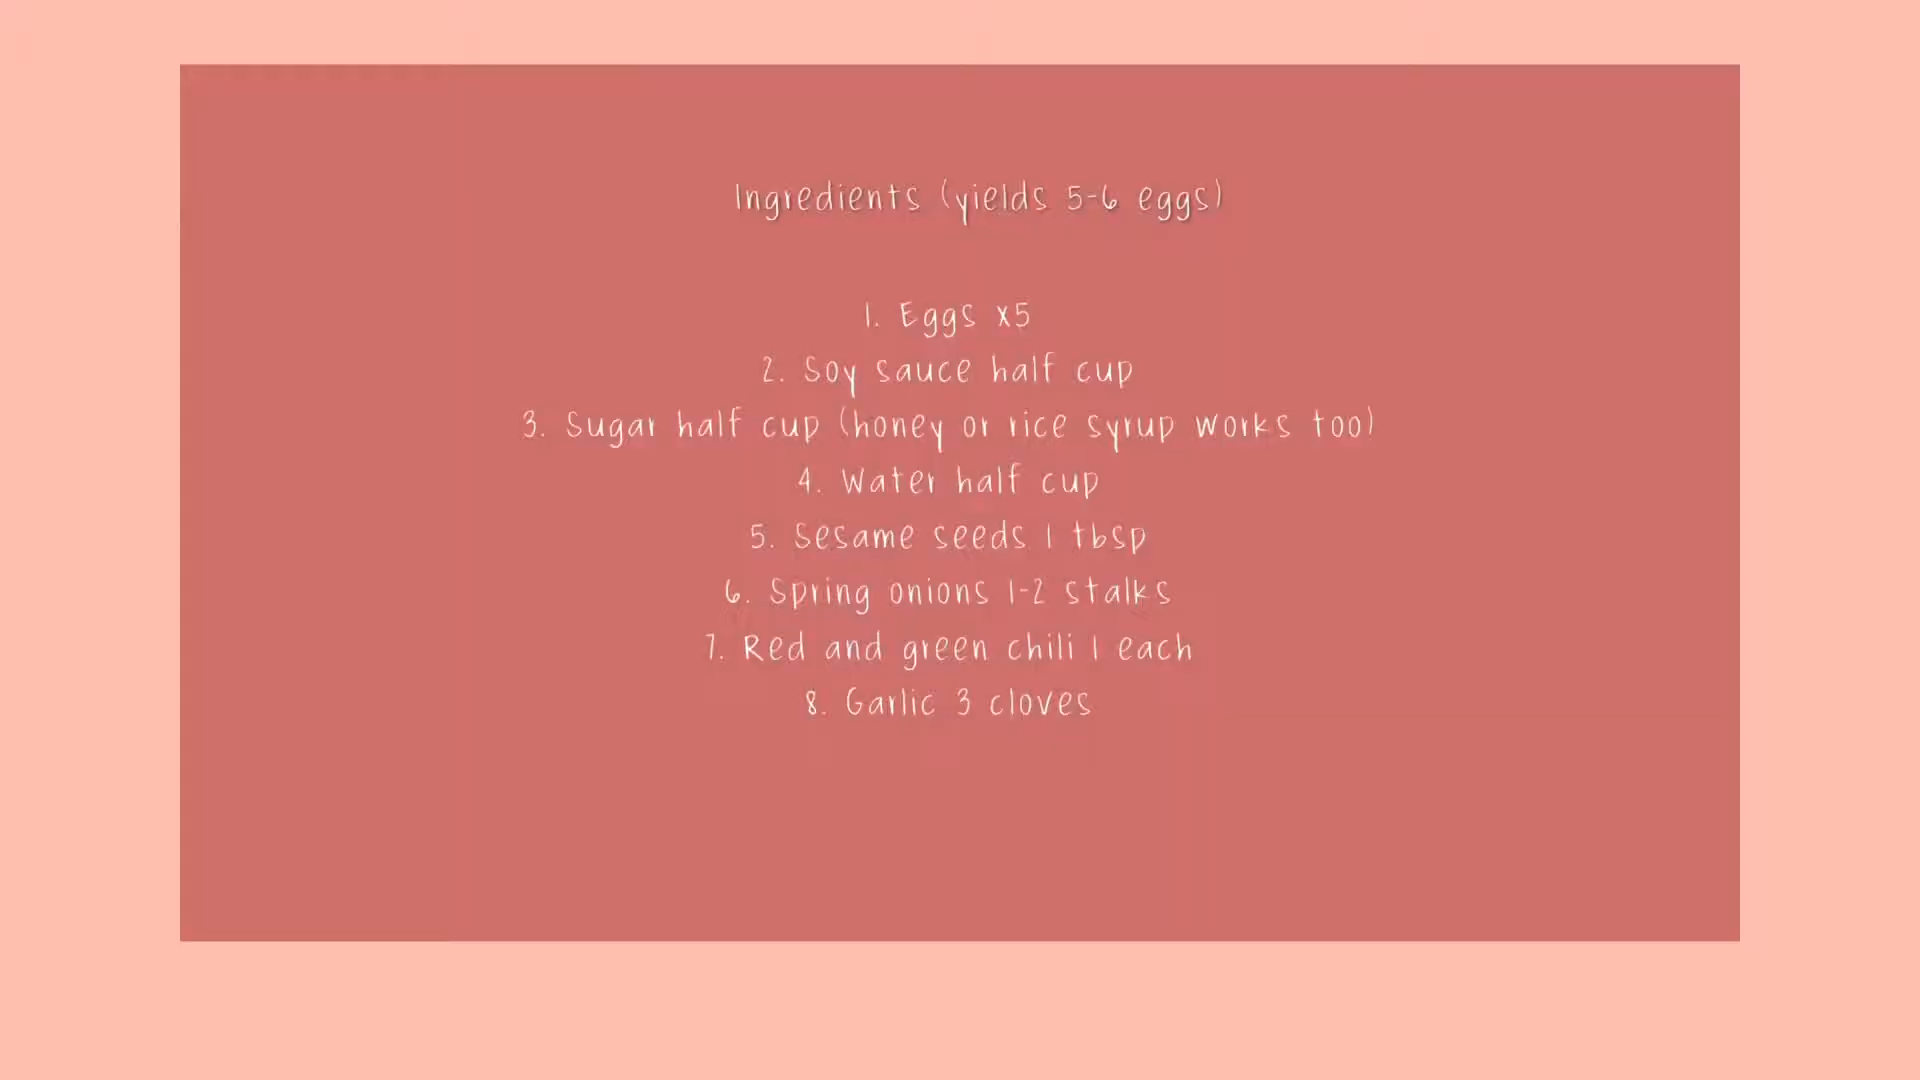 Ingredients (yields 5-6 eggs)
1. Eggs x5
2. Soy sauce half cup
3. Sugar half cup (honey or rice syrup works too)
4. Water half cup
5. Sesame seeds 1 tbsp
6. Spring onions 1-2 stalks
7. Red and green chili 1 each
8. Garlic 3 cloves